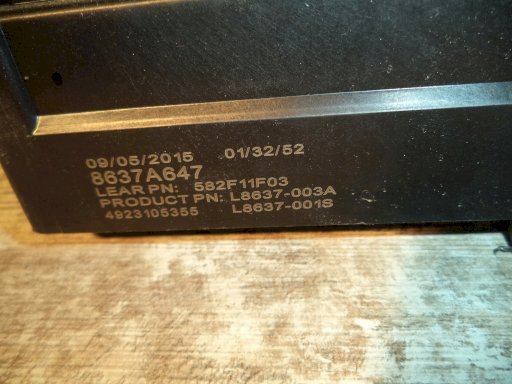 09/05/2015 01/32/52
8637A647
LEAR PN: 582F11F03
PRODUCT PN: L8637-003A
4923105355 L8637-001S